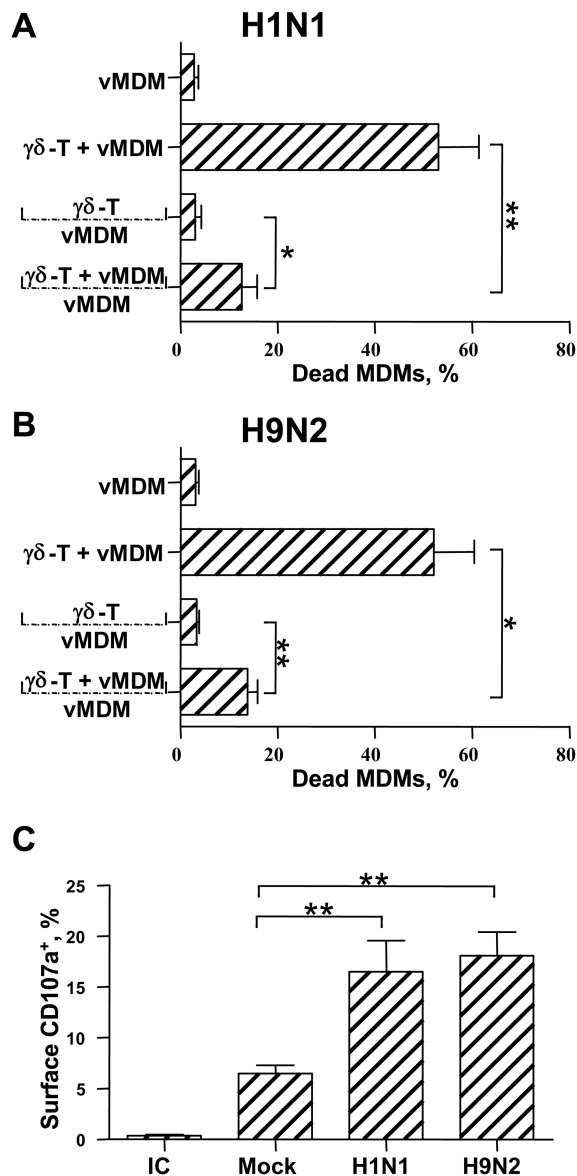 A
H1N1
vMDM
γδ-T + vMDM
γδ-T
vMDM
γδ-T + vMDM
vMDM
*
**
0 20 40 60 80
Dead MDMs, %
B
H9N2
vMDM
γδ-T + vMDM
γδ-T
vMDM
γδ-T + vMDM
vMDM
**
*
0 20 40 60 80
Dead MDMs, %
C
Surface CD107a⁺, %
25
20
15
10
5
0
**
**
IC Mock H1N1 H9N2